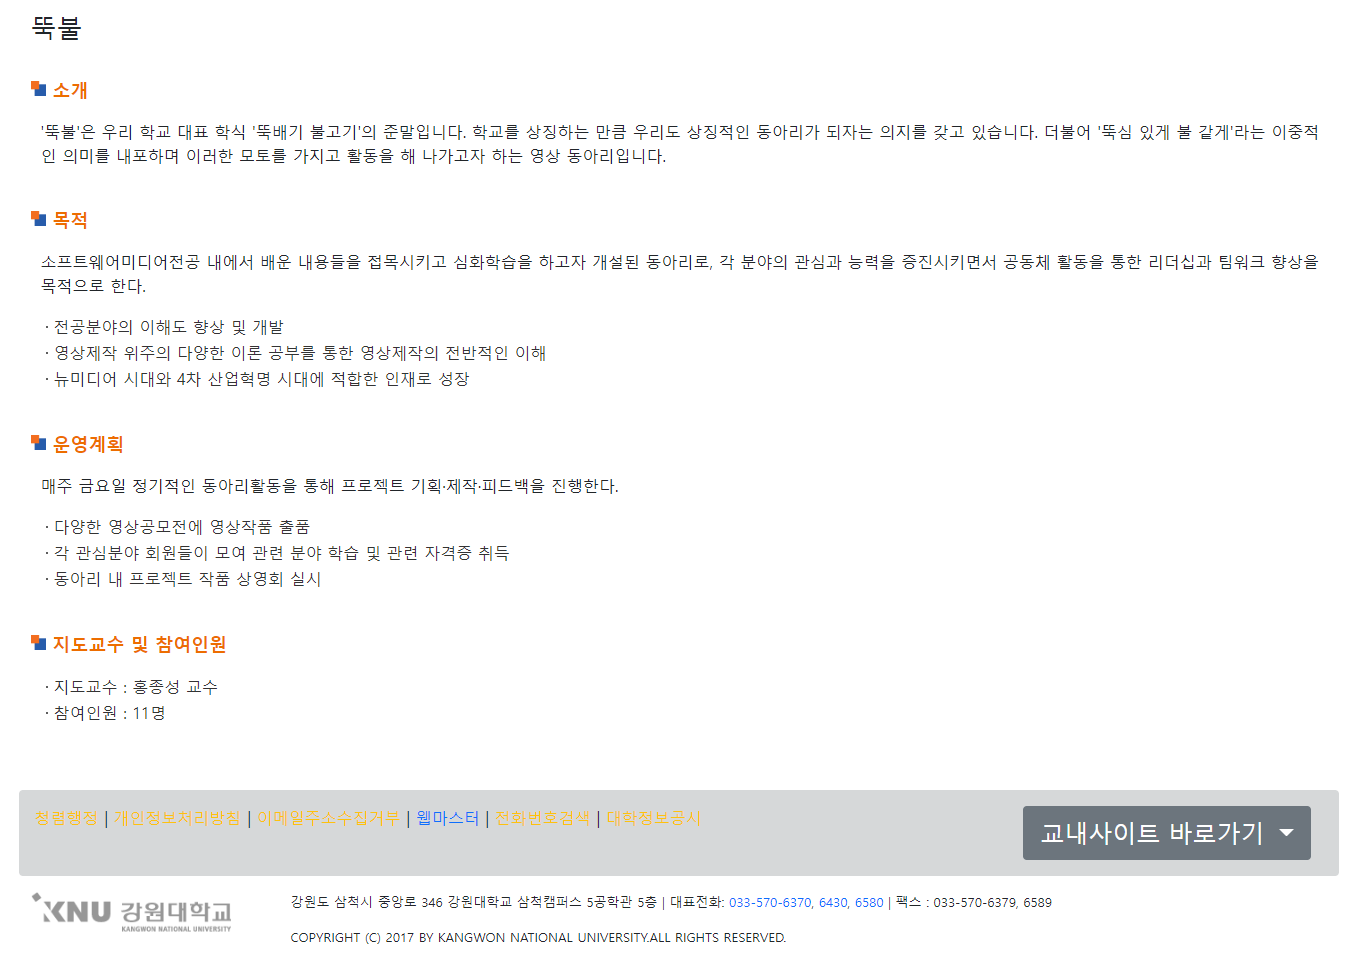 뚝불
소개
'뚝불'은 우리 학교 대표 학식 '뚝배기 불고기'의 준말입니다. 학교를 상징하는 만큼 우리도 상징적인 동아리가 되자는 의지를 갖고 있습니다. 더불어 '뚝심 있게 불 같게'라는 이중적
인 의미를 내포하며 이러한 모토를 가지고 활동을 해 나가고자 하는 영상 동아리입니다.
목적
소프트웨어미디어전공 내에서 배운 내용들을 접목시키고 심화학습을 하고자 개설된 동아리로, 각 분야의 관심과 능력을 증진시키면서 공동체 활동을 통한 리더십과 팀워크 향상을
목적으로 한다.
· 전공분야의 이해도 향상 및 개발
· 영상제작 위주의 다양한 이론 공부를 통한 영상제작의 전반적인 이해
· 뉴미디어 시대와 4차 산업혁명 시대에 적합한 인재로 성장
운영계획
매주 금요일 정기적인 동아리활동을 통해 프로젝트 기획·제작·피드백을 진행한다.
· 다양한 영상공모전에 영상작품 출품
· 각 관심분야 회원들이 모여 관련 분야 학습 및 관련 자격증 취득
· 동아리 내 프로젝트 작품 상영회 실시
지도교수 및 참여인원
· 지도교수 : 홍종성 교수
· 참여인원 : 11명
청렴행정 | 개인정보처리방침 | 이메일주소수집거부 | 웹마스터 | 전화번호검색 | 대학정보공시
교내사이트 바로가기
KNU 강원대학교
KANGWON NATIONAL UNIVERSITY
강원도 삼척시 중앙로 346 강원대학교 삼척캠퍼스 5공학관 5층 | 대표전화: 033-570-6370, 6430, 6580 | 팩스 : 033-570-6379, 6589
COPYRIGHT (C) 2017 BY KANGWON NATIONAL UNIVERSITY.ALL RIGHTS RESERVED.